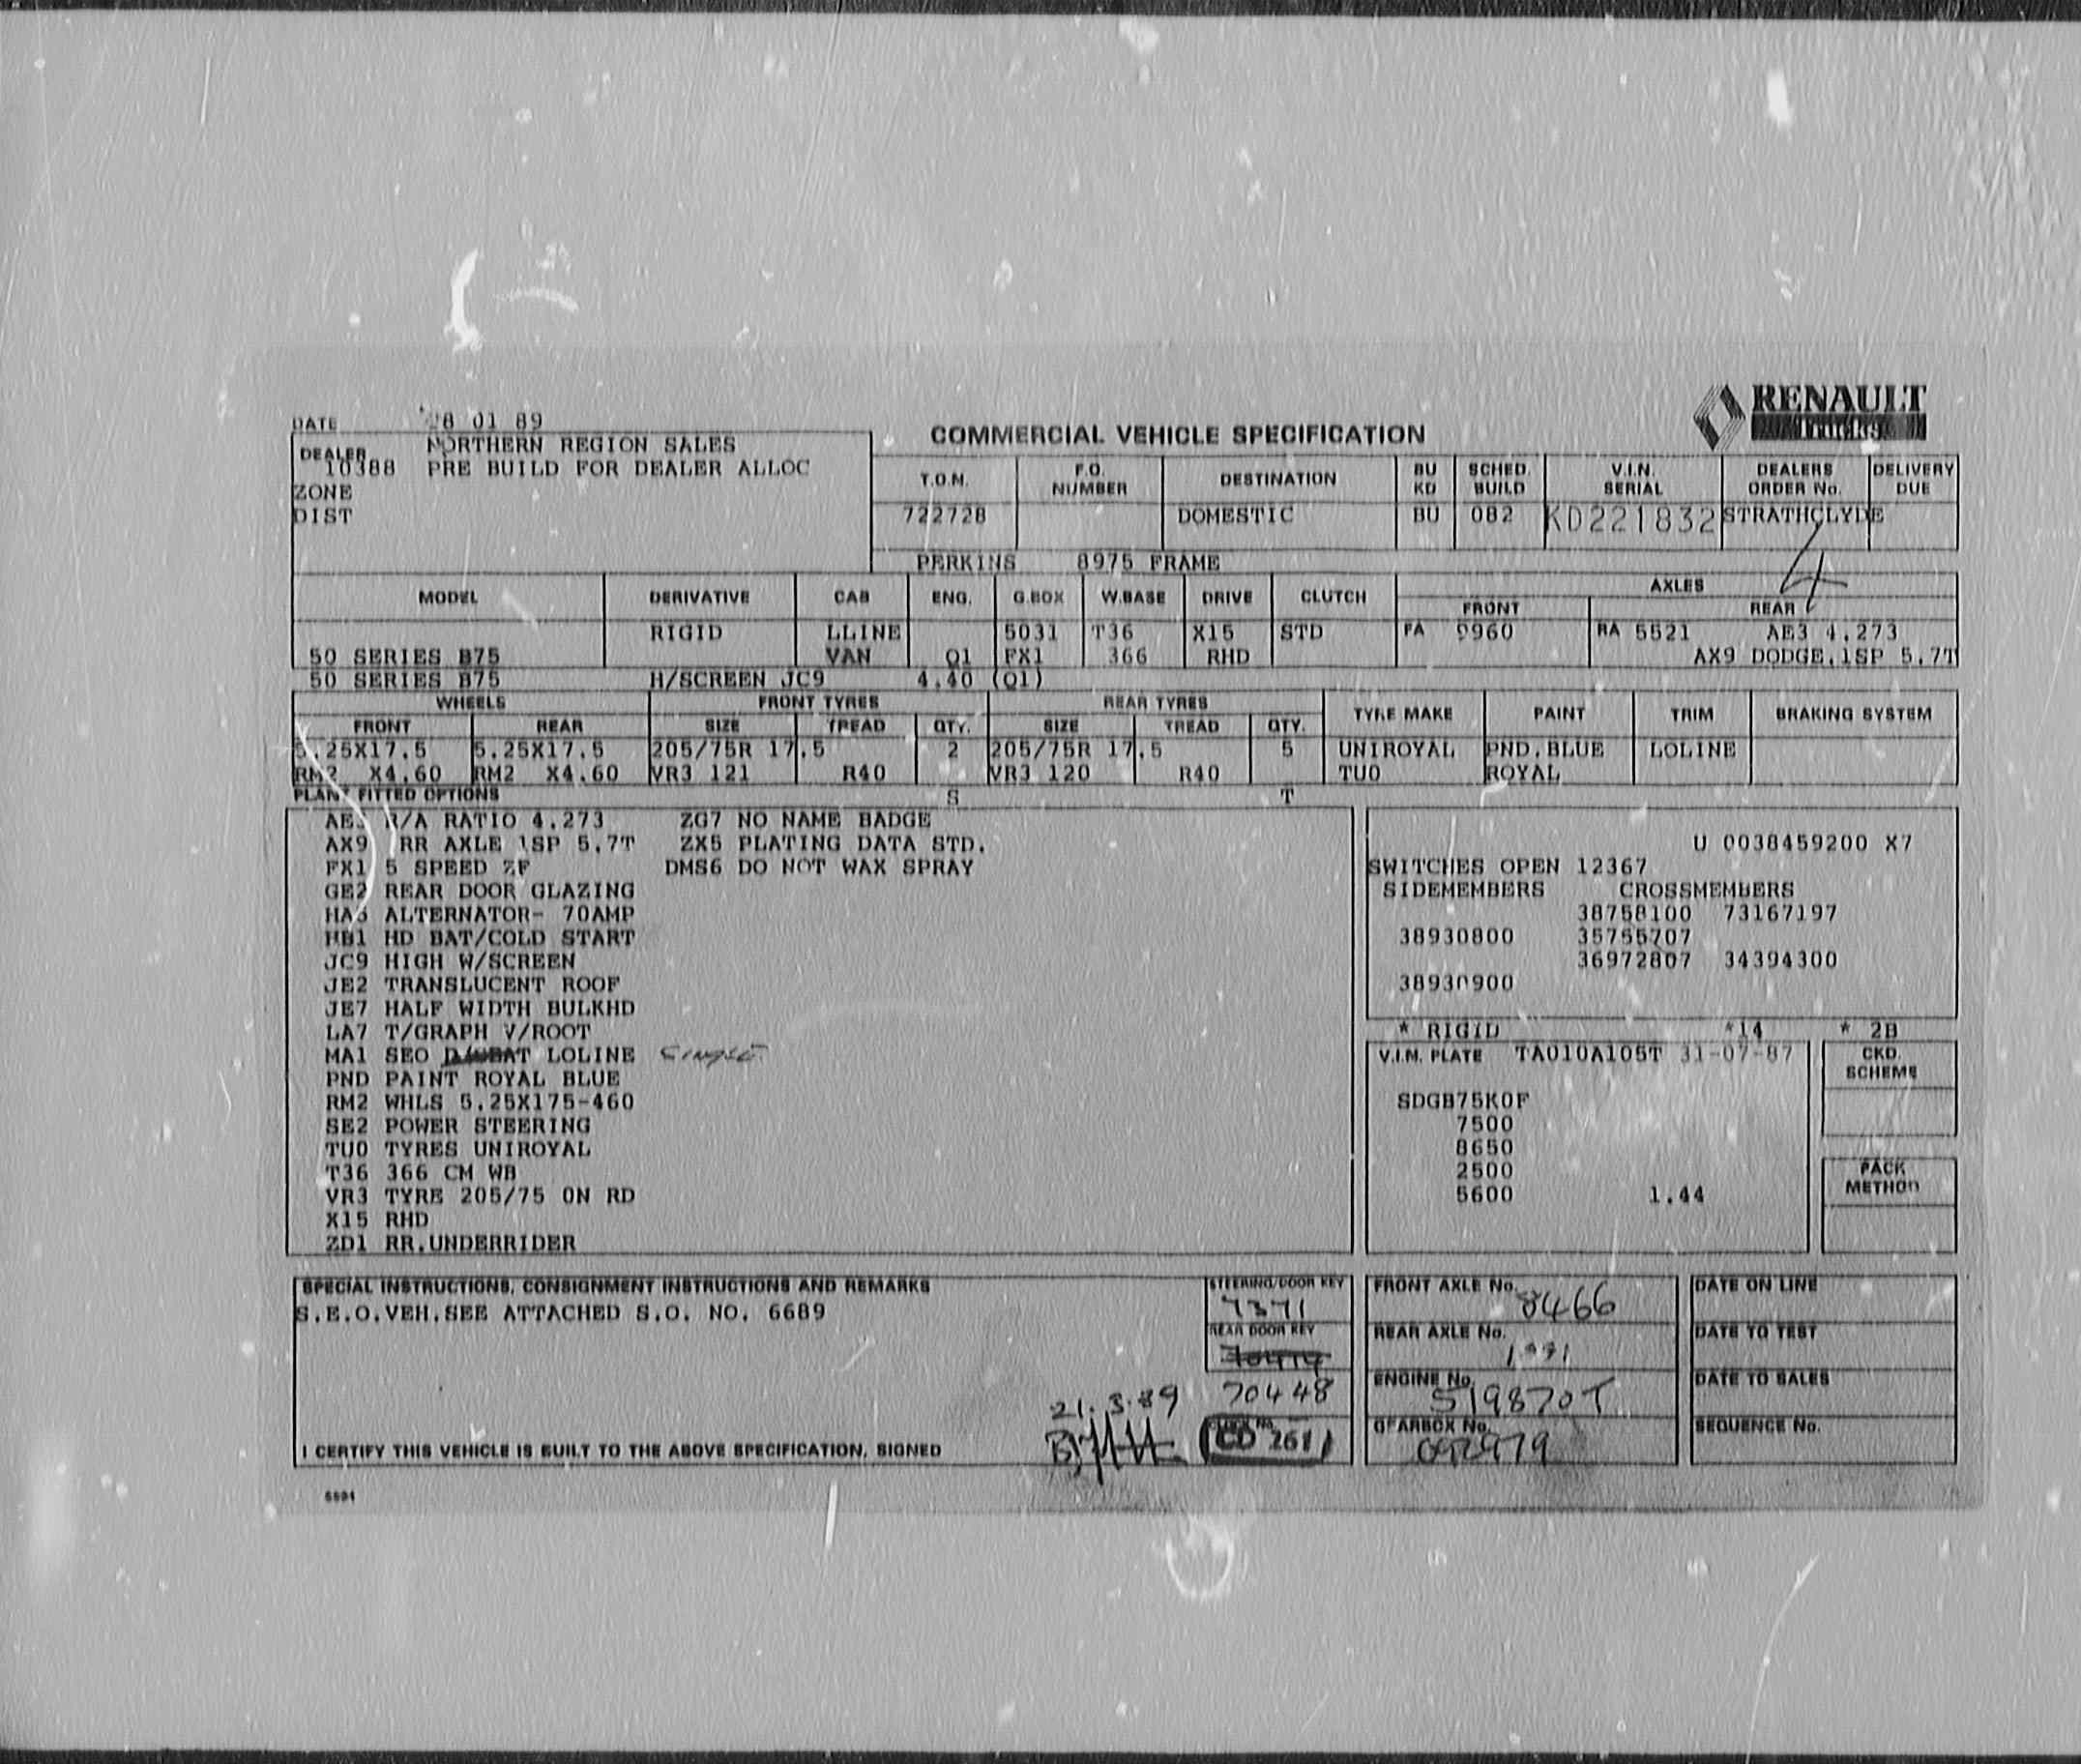 RENAULT
Trucks
DATE 28 01 89
COMMERCIAL VEHICLE SPECIFICATION
DEALER NORTHERN REGION SALES
10388 PRE BUILD FOR DEALER ALLOC
ZONE
DIST
T.O.N. F.O. NUMBER DESTINATION BU KD SCHED. BUILD V.I.N. SERIAL DEALERS ORDER No. DELIVERY DUE
722728 DOMESTIC BU 082 KD221832 STRATHCLYDE
4
PERKINS 8975 FRAME
MODEL DERIVATIVE CAB ENG. G.BOX W.BASE DRIVE CLUTCH AXLES
FRONT REAR
RIGID LLINE 5031 T36 X15 STD FA 9960 RA 5521 AE3 4.273
50 SERIES B75 VAN Q1 FX1 366 RHD AX9 DODGE.1SP 5.7T
50 SERIES B75 H/SCREEN JC9 4.40 (Q1)
WHEELS FRONT TYRES REAR TYRES TYRE MAKE PAINT TRIM BRAKING SYSTEM
FRONT REAR SIZE TREAD QTY. SIZE TREAD QTY.
5.25X17.5 5.25X17.5 205/75R 17.5 2 205/75R 17.5 5 UNIROYAL PND.BLUE LOLINE
RM2 X4.60 RM2 X4.60 VR3 121 R40 VR3 120 R40 TU0 ROYAL
PLANT FITTED OPTIONS S T
AE3 R/A RATIO 4.273 ZG7 NO NAME BADGE
AX9 RR AXLE 1SP 5.7T ZX5 PLATING DATA STD.
FX1 5 SPEED ZF DMS6 DO NOT WAX SPRAY
GE2 REAR DOOR GLAZING
HA3 ALTERNATOR- 70AMP
HB1 HD BAT/COLD START
JC9 HIGH W/SCREEN
JE2 TRANSLUCENT ROOF
JE7 HALF WIDTH BULKHD
LA7 T/GRAPH V/ROOT
MA1 SEO LOLINE SINGLE
PND PAINT ROYAL BLUE
RM2 WHLS 5.25X175-460
SE2 POWER STEERING
TU0 TYRES UNIROYAL
T36 366 CM WB
VR3 TYRE 205/75 ON RD
X15 RHD
ZD1 RR.UNDERRIDER
U 0038459200 X7
SWITCHES OPEN 12367
SIDEMEMBERS CROSSMEMBERS
38758100 73167197
38930800 35755707
36972807 34394300
38930900
* RIGID *14 * 2B
V.I.M. PLATE TA010A105T 31-07-87 CKD. SCHEME
SDGB75K0F
7500
8650
2500
5600 1.44
PACK METHOD
SPECIAL INSTRUCTIONS, CONSIGNMENT INSTRUCTIONS AND REMARKS
S.E.O.VEH.SEE ATTACHED S.O. NO. 6689
STEERING/DOOR KEY
7371
REAR DOOR KEY
70448
CD 261
FRONT AXLE No. 8466
REAR AXLE No. 1991
ENGINE No. 519870T
GEARBOX No. 092979
DATE ON LINE
DATE TO TEST
DATE TO SALES
SEQUENCE No.
21.3.89
I CERTIFY THIS VEHICLE IS BUILT TO THE ABOVE SPECIFICATION, SIGNED